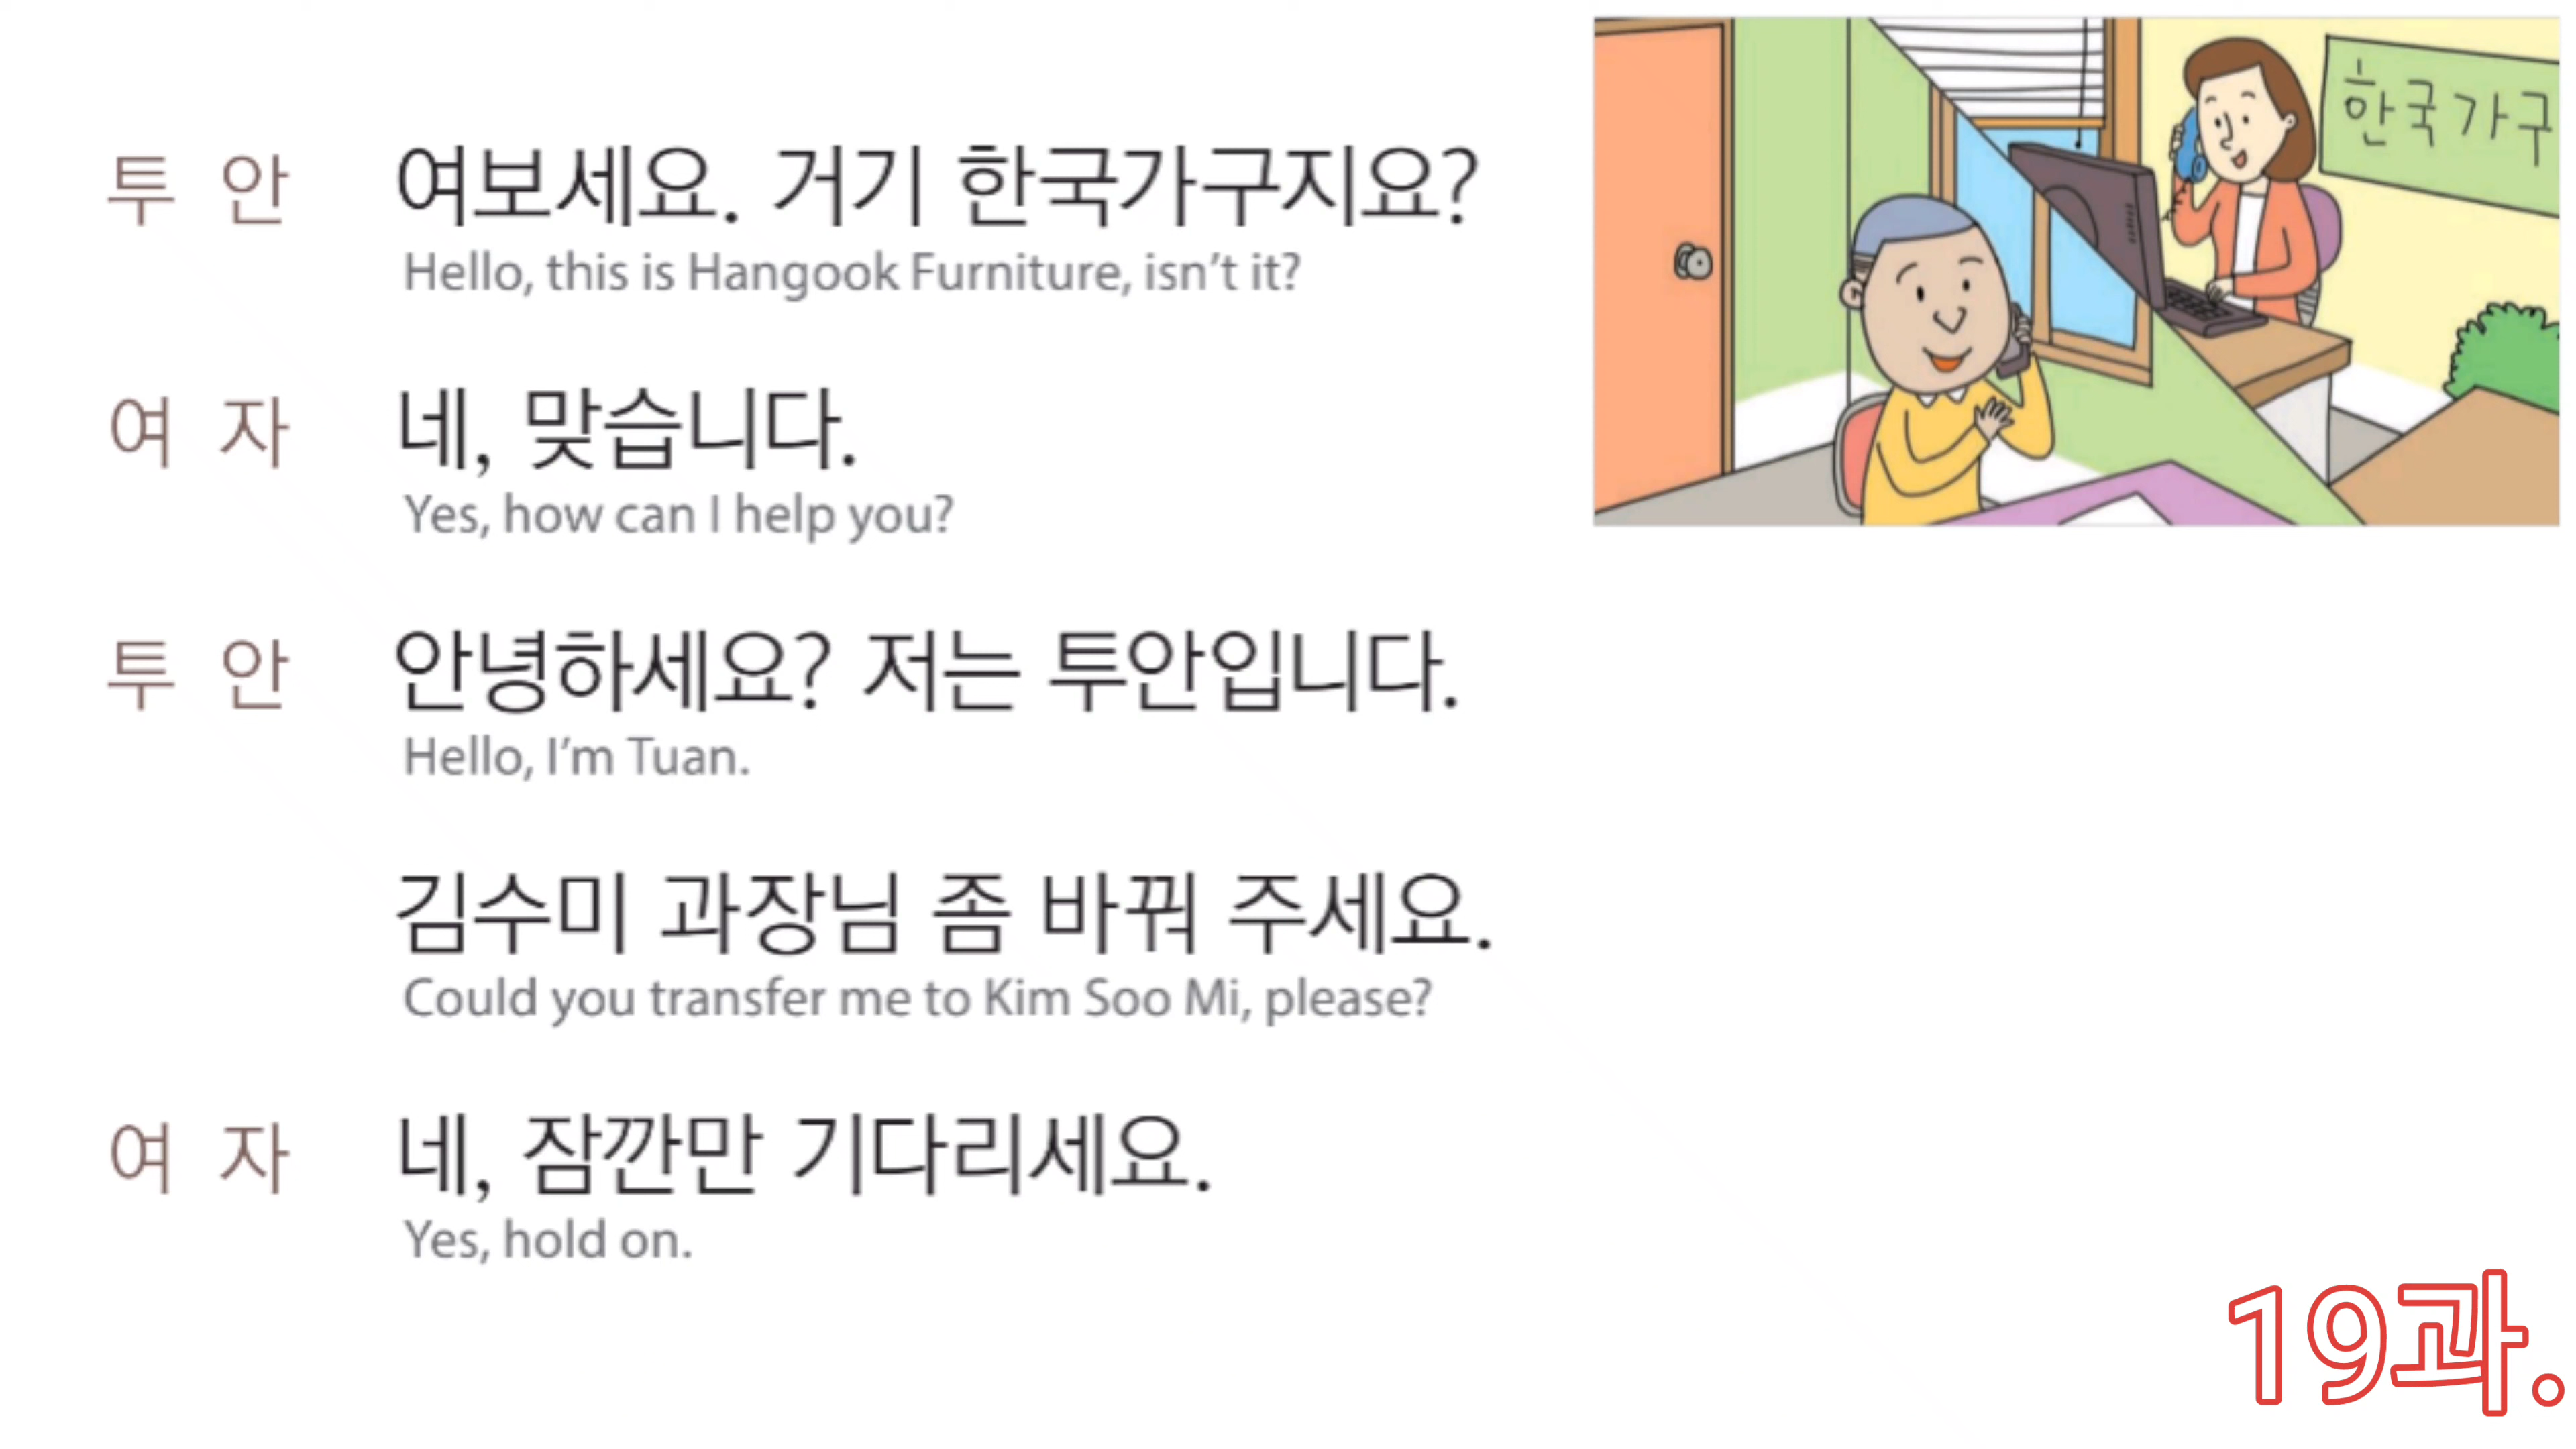 한국가구
투 안 여보세요. 거기 한국가구지요?
Hello, this is Hangook Furniture, isn’t it?
여 자 네, 맞습니다.
Yes, how can I help you?
투 안 안녕하세요? 저는 투안입니다.
Hello, I’m Tuan.
김수미 과장님 좀 바꿔 주세요.
Could you transfer me to Kim Soo Mi, please?
여 자 네, 잠깐만 기다리세요.
Yes, hold on.
19과.